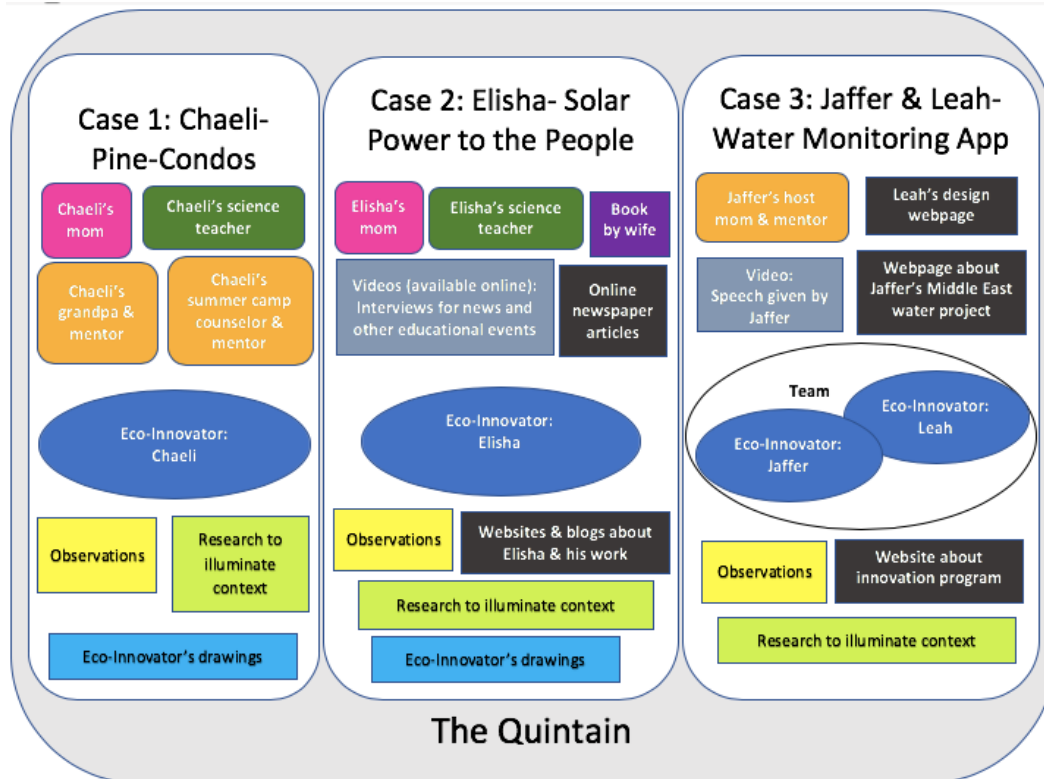 Case 1: Chaeli-
Pine-Condos
Chaeli's
mom
Chaeli's science
teacher
Chaeli's
grandpa &
mentor
Chaeli's
summer camp
counselor &
mentor
Eco-Innovator:
Chaeli
Observations
Research to
illuminate
context
Eco-Innovator's drawings
Case 2: Elisha- Solar
Power to the People
Elisha's
mom
Elisha's science
teacher
Book
by wife
Videos (available online):
Interviews for news and
other educational events
Online
newspaper
articles
Eco-Innovator:
Elisha
Observations
Websites & blogs about
Elisha & his work
Research to illuminate context
Eco-Innovator's drawings
Case 3: Jaffer & Leah-
Water Monitoring App
Jaffer's host
mom & mentor
Leah's design
webpage
Video:
Speech given by
Jaffer
Webpage about
Jaffer's Middle East
water project
Team
Eco-Innovator:
Leah
Eco-Innovator:
Jaffer
Observations
Website about
innovation program
Research to illuminate context
The Quintain